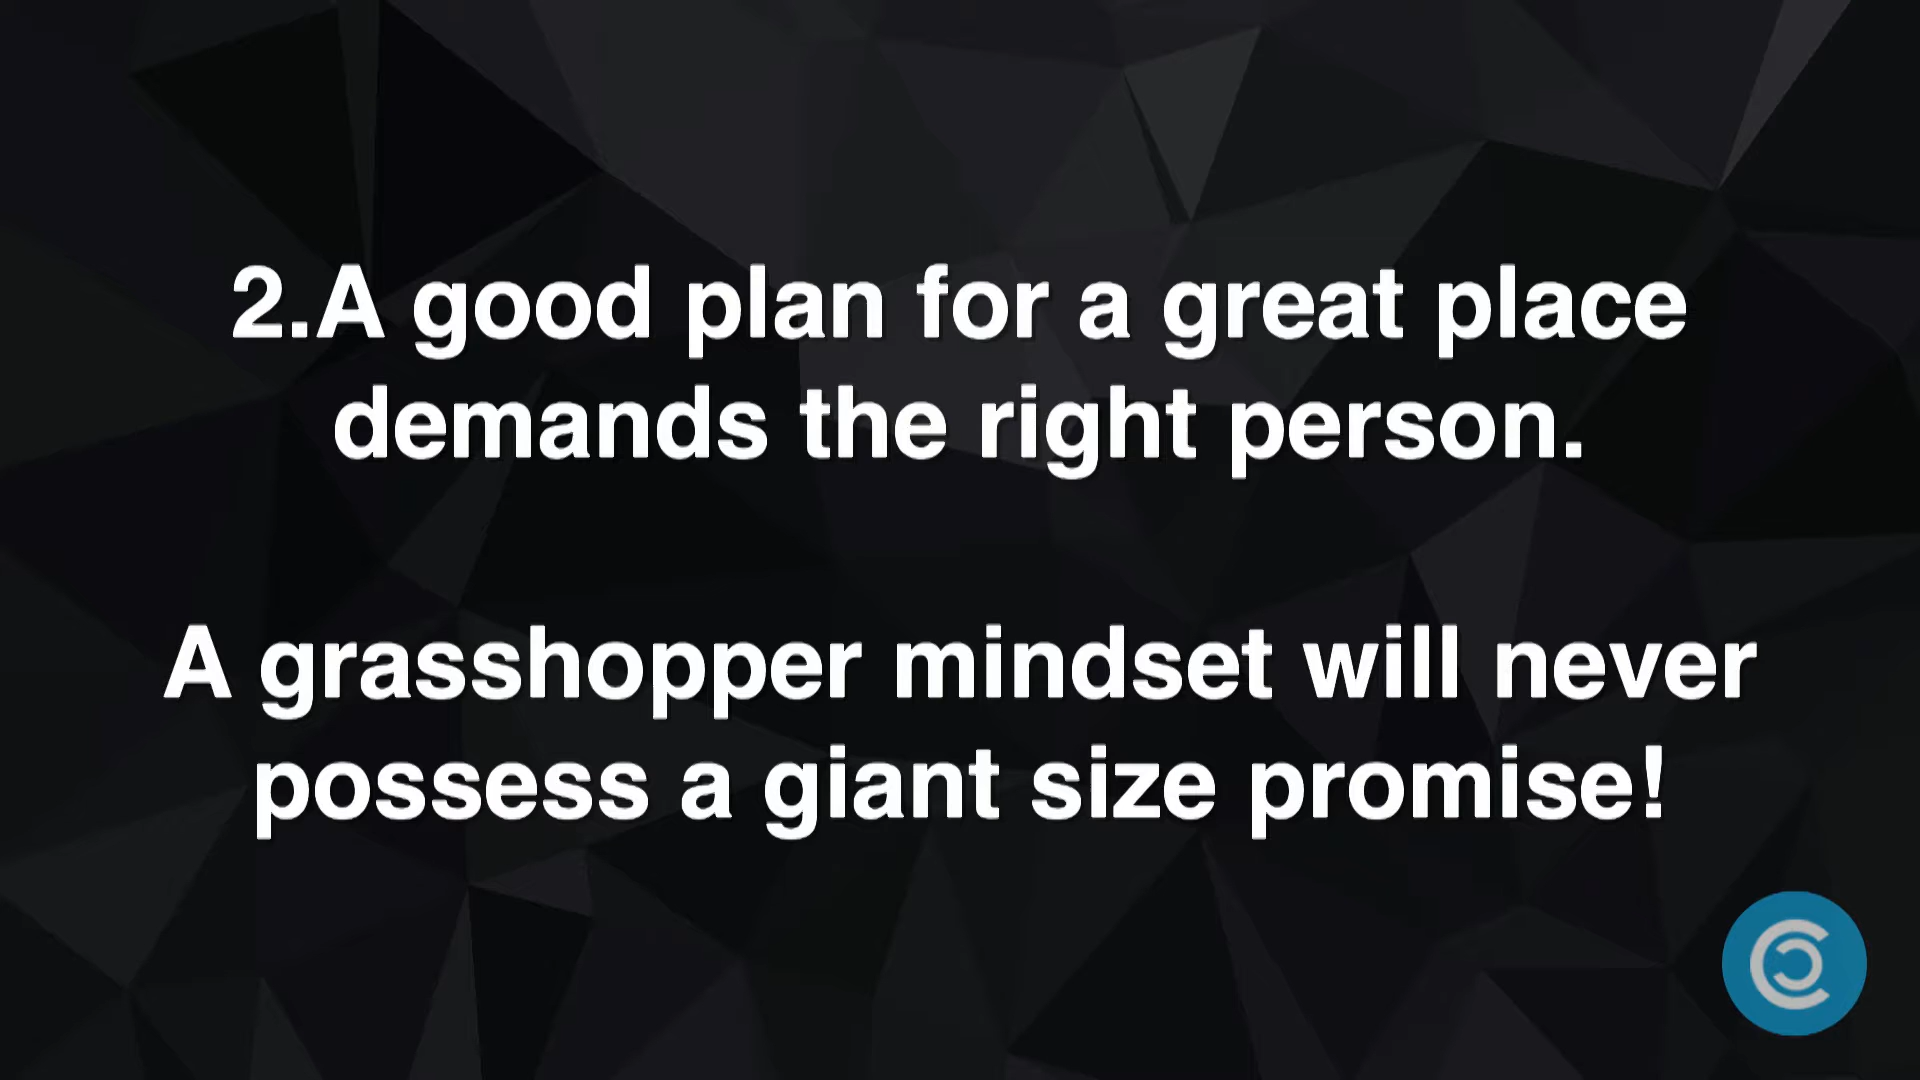 2.A good plan for a great place
demands the right person.
A grasshopper mindset will never
possess a giant size promise!